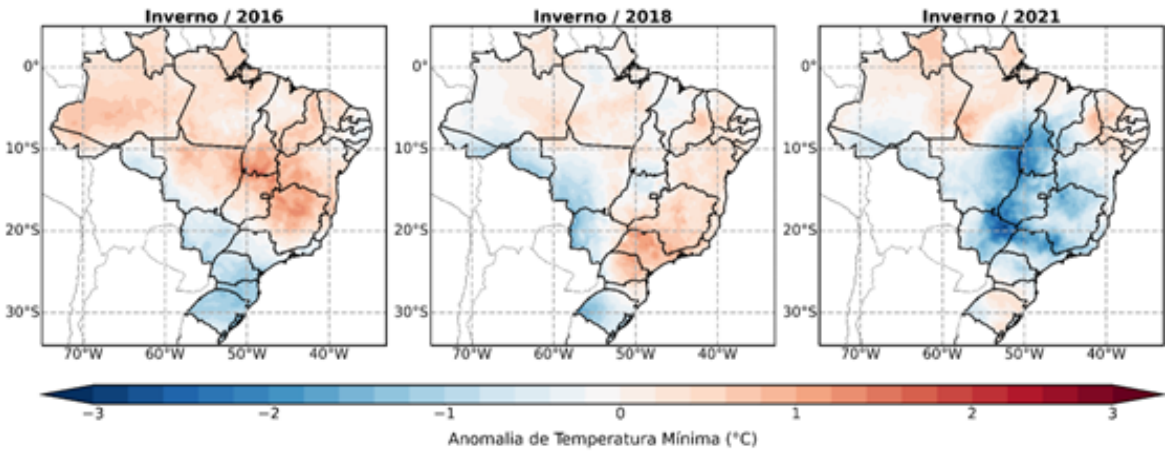 Inverno / 2016
Inverno / 2018
Inverno / 2021
0°
10°S
20°S
30°S
70°W 60°W 50°W 40°W
0°
10°S
20°S
30°S
70°W 60°W 50°W 40°W
0°
10°S
20°S
30°S
70°W 60°W 50°W 40°W
−3 −2 −1 0 1 2 3
Anomalia de Temperatura Mínima (°C)